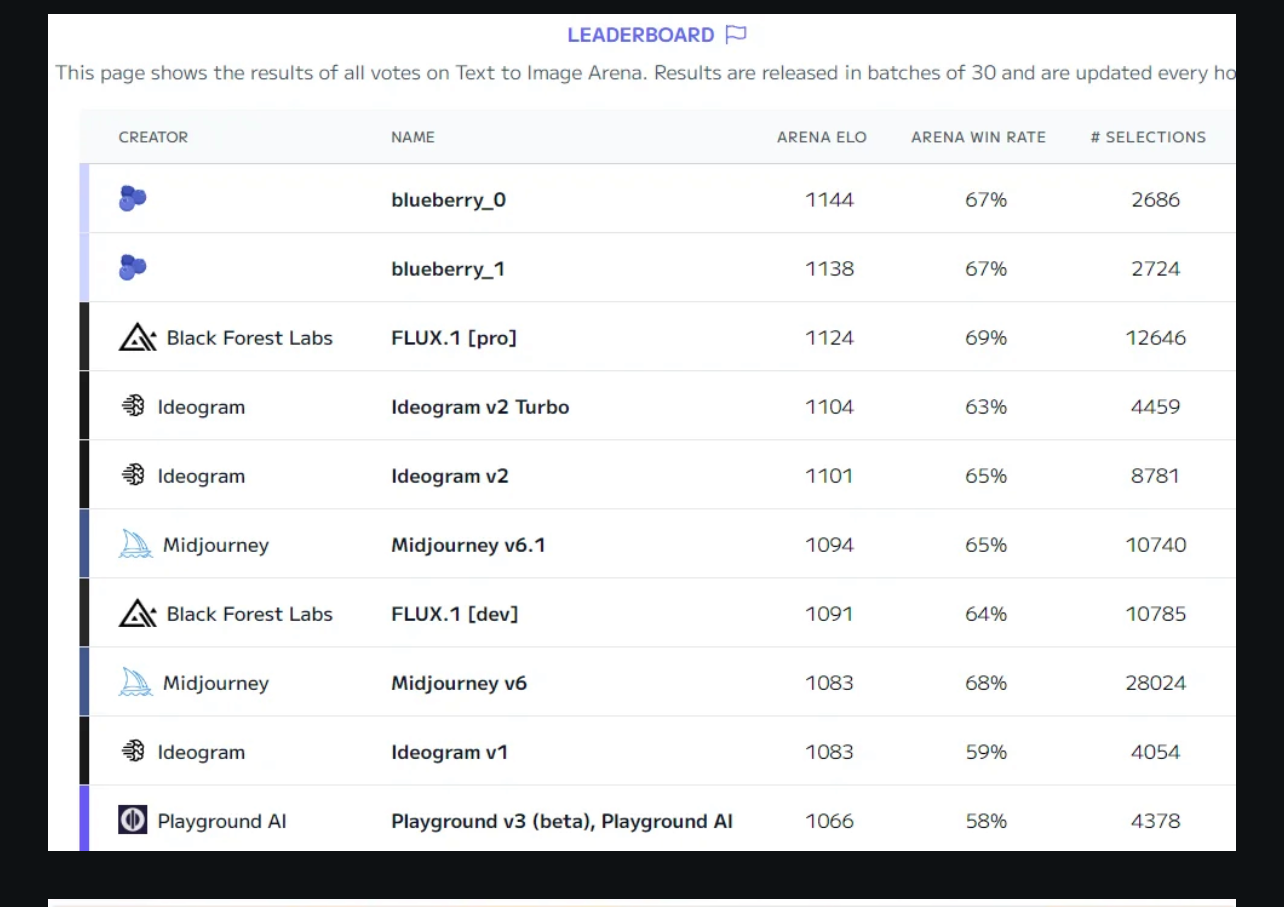 LEADERBOARD
This page shows the results of all votes on Text to Image Arena. Results are released in batches of 30 and are updated every ho
CREATOR NAME ARENA ELO ARENA WIN RATE # SELECTIONS
blueberry_0 1144 67% 2686
blueberry_1 1138 67% 2724
Black Forest Labs FLUX.1 [pro] 1124 69% 12646
Ideogram Ideogram v2 Turbo 1104 63% 4459
Ideogram Ideogram v2 1101 65% 8781
Midjourney Midjourney v6.1 1094 65% 10740
Black Forest Labs FLUX.1 [dev] 1091 64% 10785
Midjourney Midjourney v6 1083 68% 28024
Ideogram Ideogram v1 1083 59% 4054
Playground AI Playground v3 (beta), Playground AI 1066 58% 4378